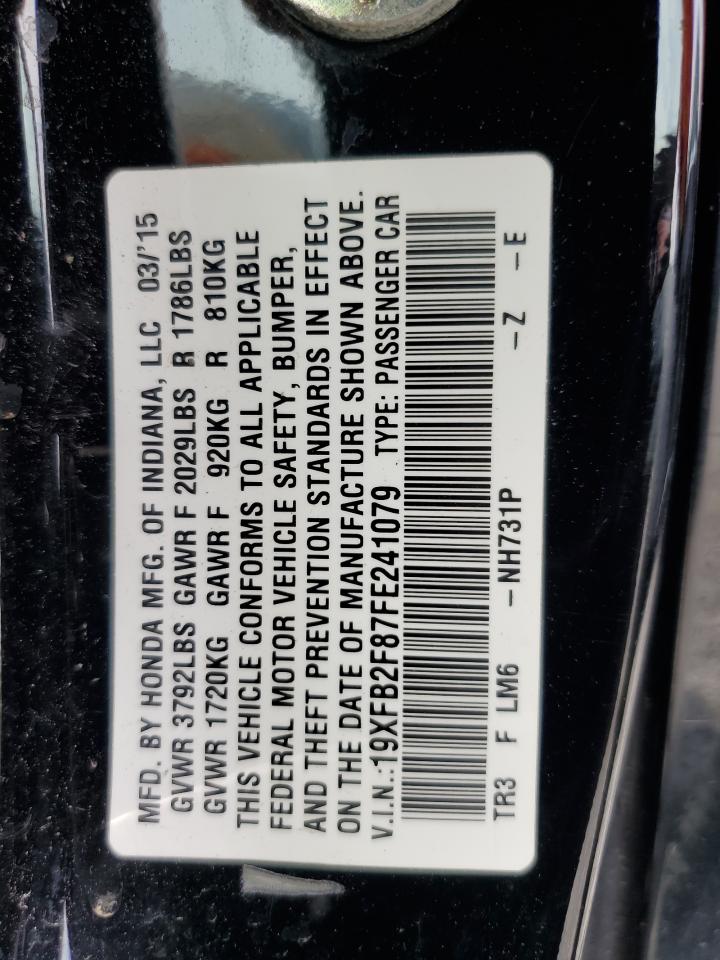 MFD. BY HONDA MFG. OF INDIANA, LLC 03/'15
GVWR 3792LBS GAWR F 2029LBS R 1786LBS
GVWR 1720KG GAWR F 920KG R 810KG
THIS VEHICLE CONFORMS TO ALL APPLICABLE
FEDERAL MOTOR VEHICLE SAFETY, BUMPER,
AND THEFT PREVENTION STANDARDS IN EFFECT
ON THE DATE OF MANUFACTURE SHOWN ABOVE.
V.I.N.:19XFB2F87FE241079 TYPE: PASSENGER CAR
TR3 F LM6 -NH731P -Z -E